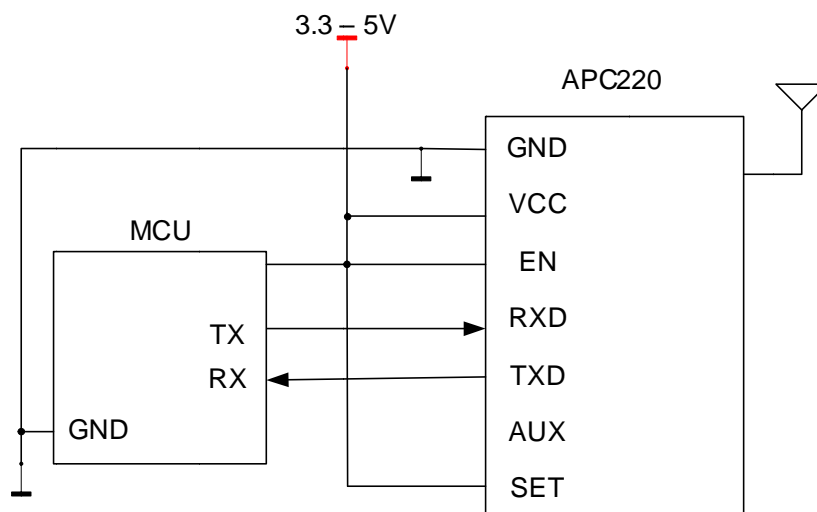 3.3 – 5V
APC220
GND
VCC
MCU
EN
TX
RXD
RX
TXD
GND
AUX
SET